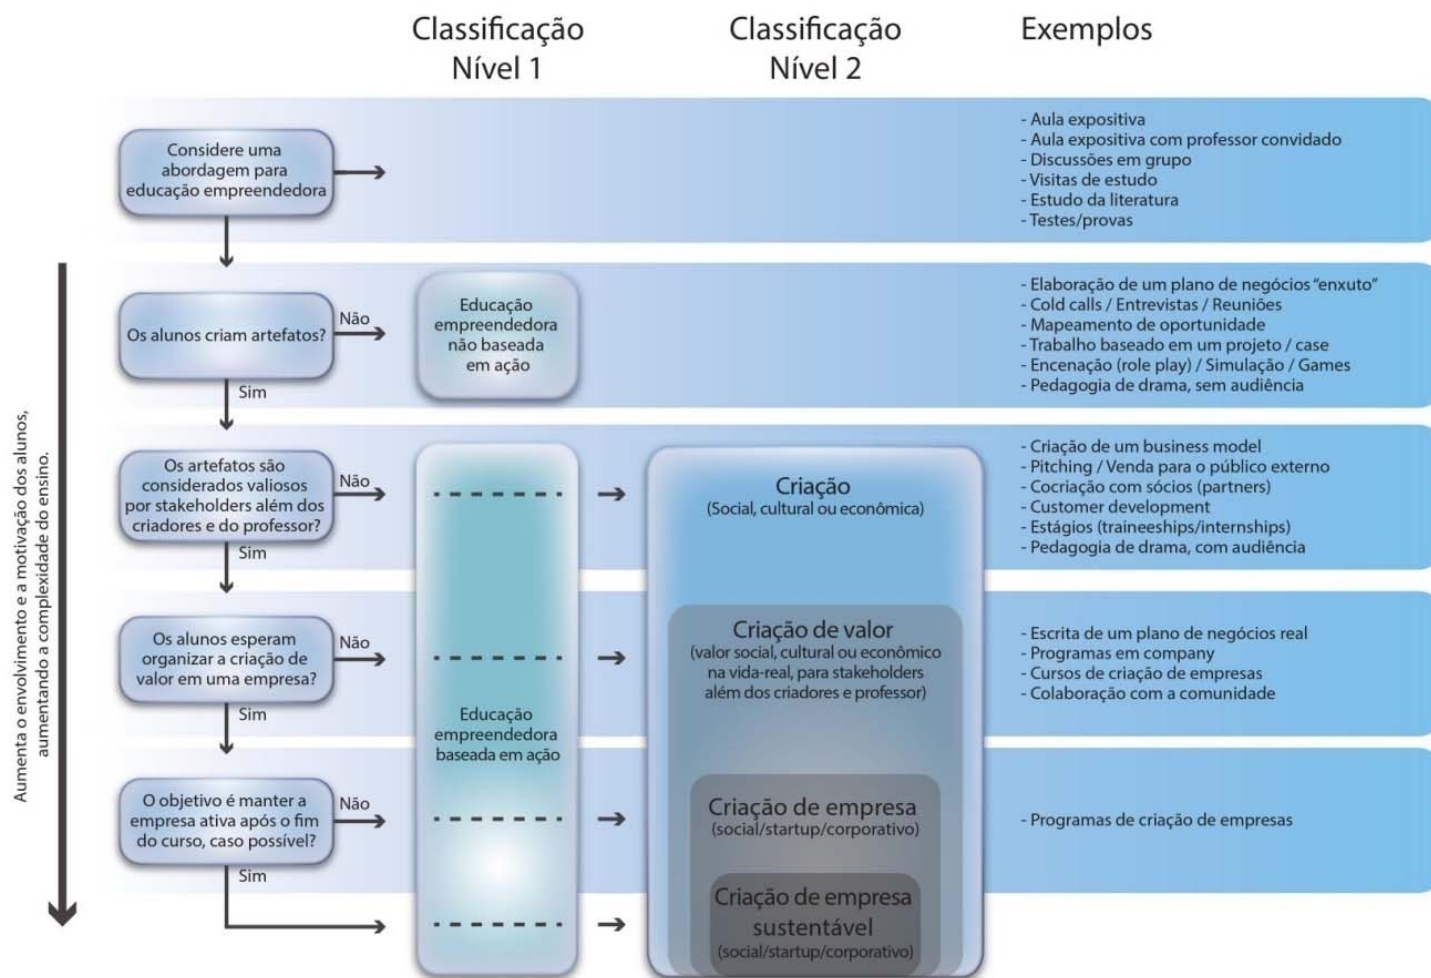 Classificação
Nível 1
Classificação
Nível 2
Exemplos
Considere uma
abordagem para
educação empreendedora
- Aula expositiva
- Aula expositiva com professor convidado
- Discussões em grupo
- Visitas de estudo
- Estudo da literatura
- Testes/provas
Os alunos criam artefatos?
Não
Sim
Educação
empreendedora
não baseada
em ação
- Elaboração de um plano de negócios “enxuto”
- Cold calls / Entrevistas / Reuniões
- Mapeamento de oportunidade
- Trabalho baseado em um projeto / case
- Encenação (role play) / Simulação / Games
- Pedagogia de drama, sem audiência
Os artefatos são
considerados valiosos
por stakeholders além dos
criadores e do professor?
Não
Sim
Criação
(Social, cultural ou econômica)
- Criação de um business model
- Pitching / Venda para o público externo
- Cocriação com sócios (partners)
- Customer development
- Estágios (traineeships/internships)
- Pedagogia de drama, com audiência
Os alunos esperam
organizar a criação de
valor em uma empresa?
Não
Sim
Educação
empreendedora
baseada em ação
Criação de valor
(valor social, cultural ou econômico
na vida-real, para stakeholders
além dos criadores e professor)
- Escrita de um plano de negócios real
- Programas em company
- Cursos de criação de empresas
- Colaboração com a comunidade
O objetivo é manter a
empresa ativa após o fim
do curso, caso possível?
Não
Sim
Criação de empresa
(social/startup/corporativo)
- Programas de criação de empresas
Criação de empresa
sustentável
(social/startup/corporativo)
Aumenta o envolvimento e a motivação dos alunos,
aumentando a complexidade do ensino.